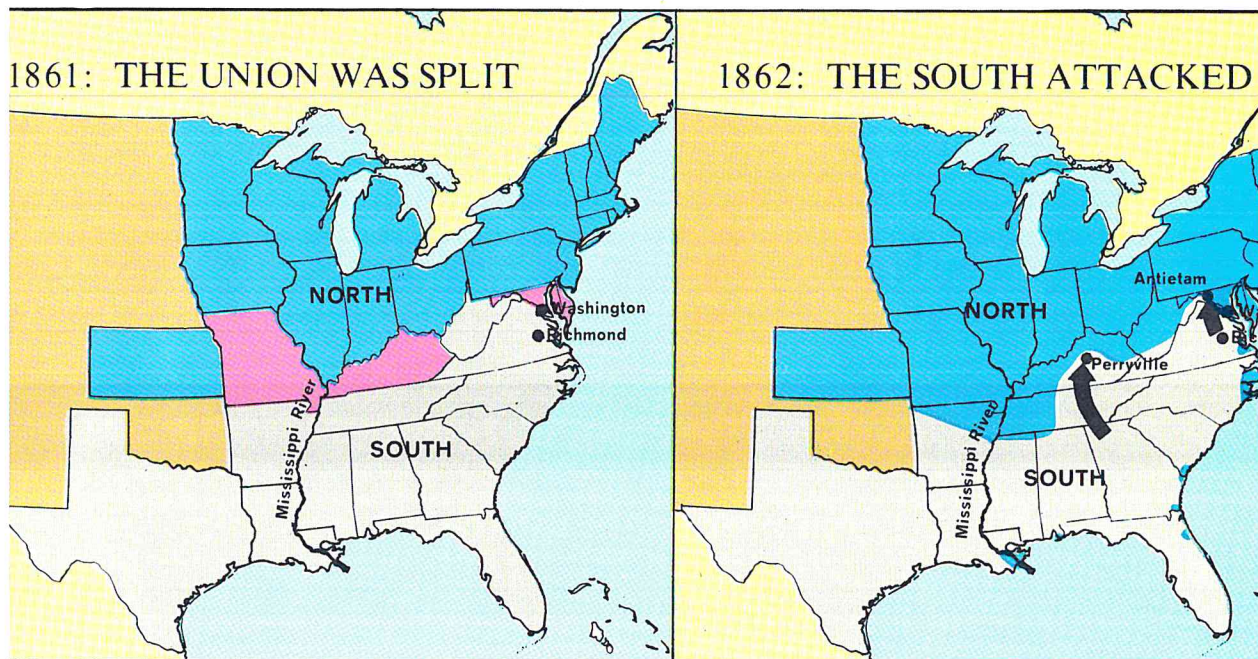 1861: THE UNION WAS SPLIT
NORTH
Washington
Richmond
Mississippi River
SOUTH
1862: THE SOUTH ATTACKED
Antietam
NORTH
Perryville
Mississippi River
SOUTH